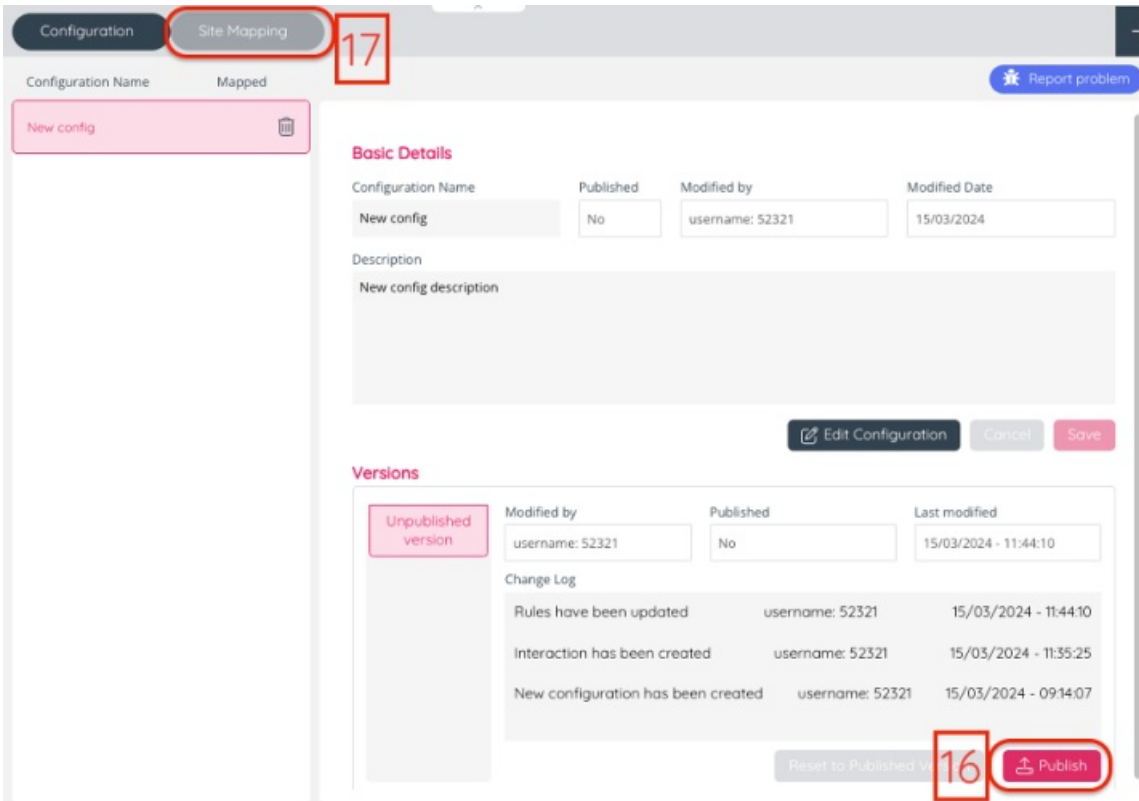 Configuration Site Mapping 17
Configuration Name Mapped
Report problem
New config
Basic Details
Configuration Name Published Modified by Modified Date
New config No username: 52321 15/03/2024
Description
New config description
Edit Configuration Cancel Save
Versions
Unpublished
version
Modified by Published Last modified
username: 52321 No 15/03/2024 - 11:44:10
Change Log
Rules have been updated username: 52321 15/03/2024 - 11:44:10
Interaction has been created username: 52321 15/03/2024 - 11:35:25
New configuration has been created username: 52321 15/03/2024 - 09:14:07
Reset to Published 16 Publish